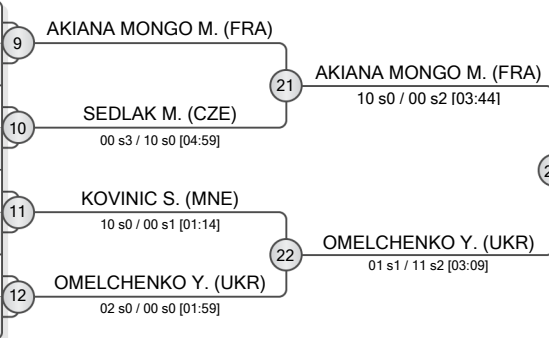 9
AKIANA MONGO M. (FRA)
21
AKIANA MONGO M. (FRA)
10 s0 / 00 s2 [03:44]
10
SEDLAK M. (CZE)
00 s3 / 10 s0 [04:59]
11
KOVINIC S. (MNE)
10 s0 / 00 s1 [01:14]
22
OMELCHENKO Y. (UKR)
01 s1 / 11 s2 [03:09]
12
OMELCHENKO Y. (UKR)
02 s0 / 00 s0 [01:59]